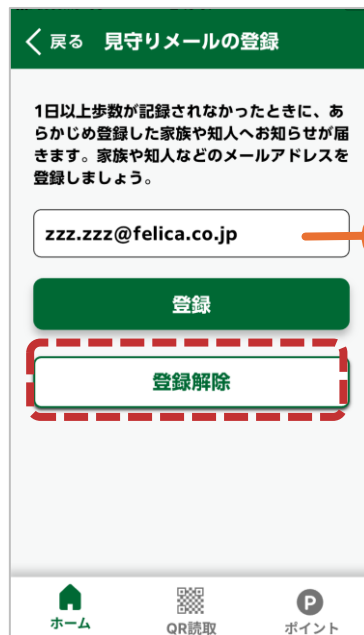 戻る 見守りメールの登録
1日以上歩数が記録されなかったときに、あ
らかじめ登録した家族や知人へお知らせが届
きます。家族や知人などのメールアドレスを
登録しましょう。
zzz.zzz@felica.co.jp
登録
登録解除
ホーム QR読取 P ポイント